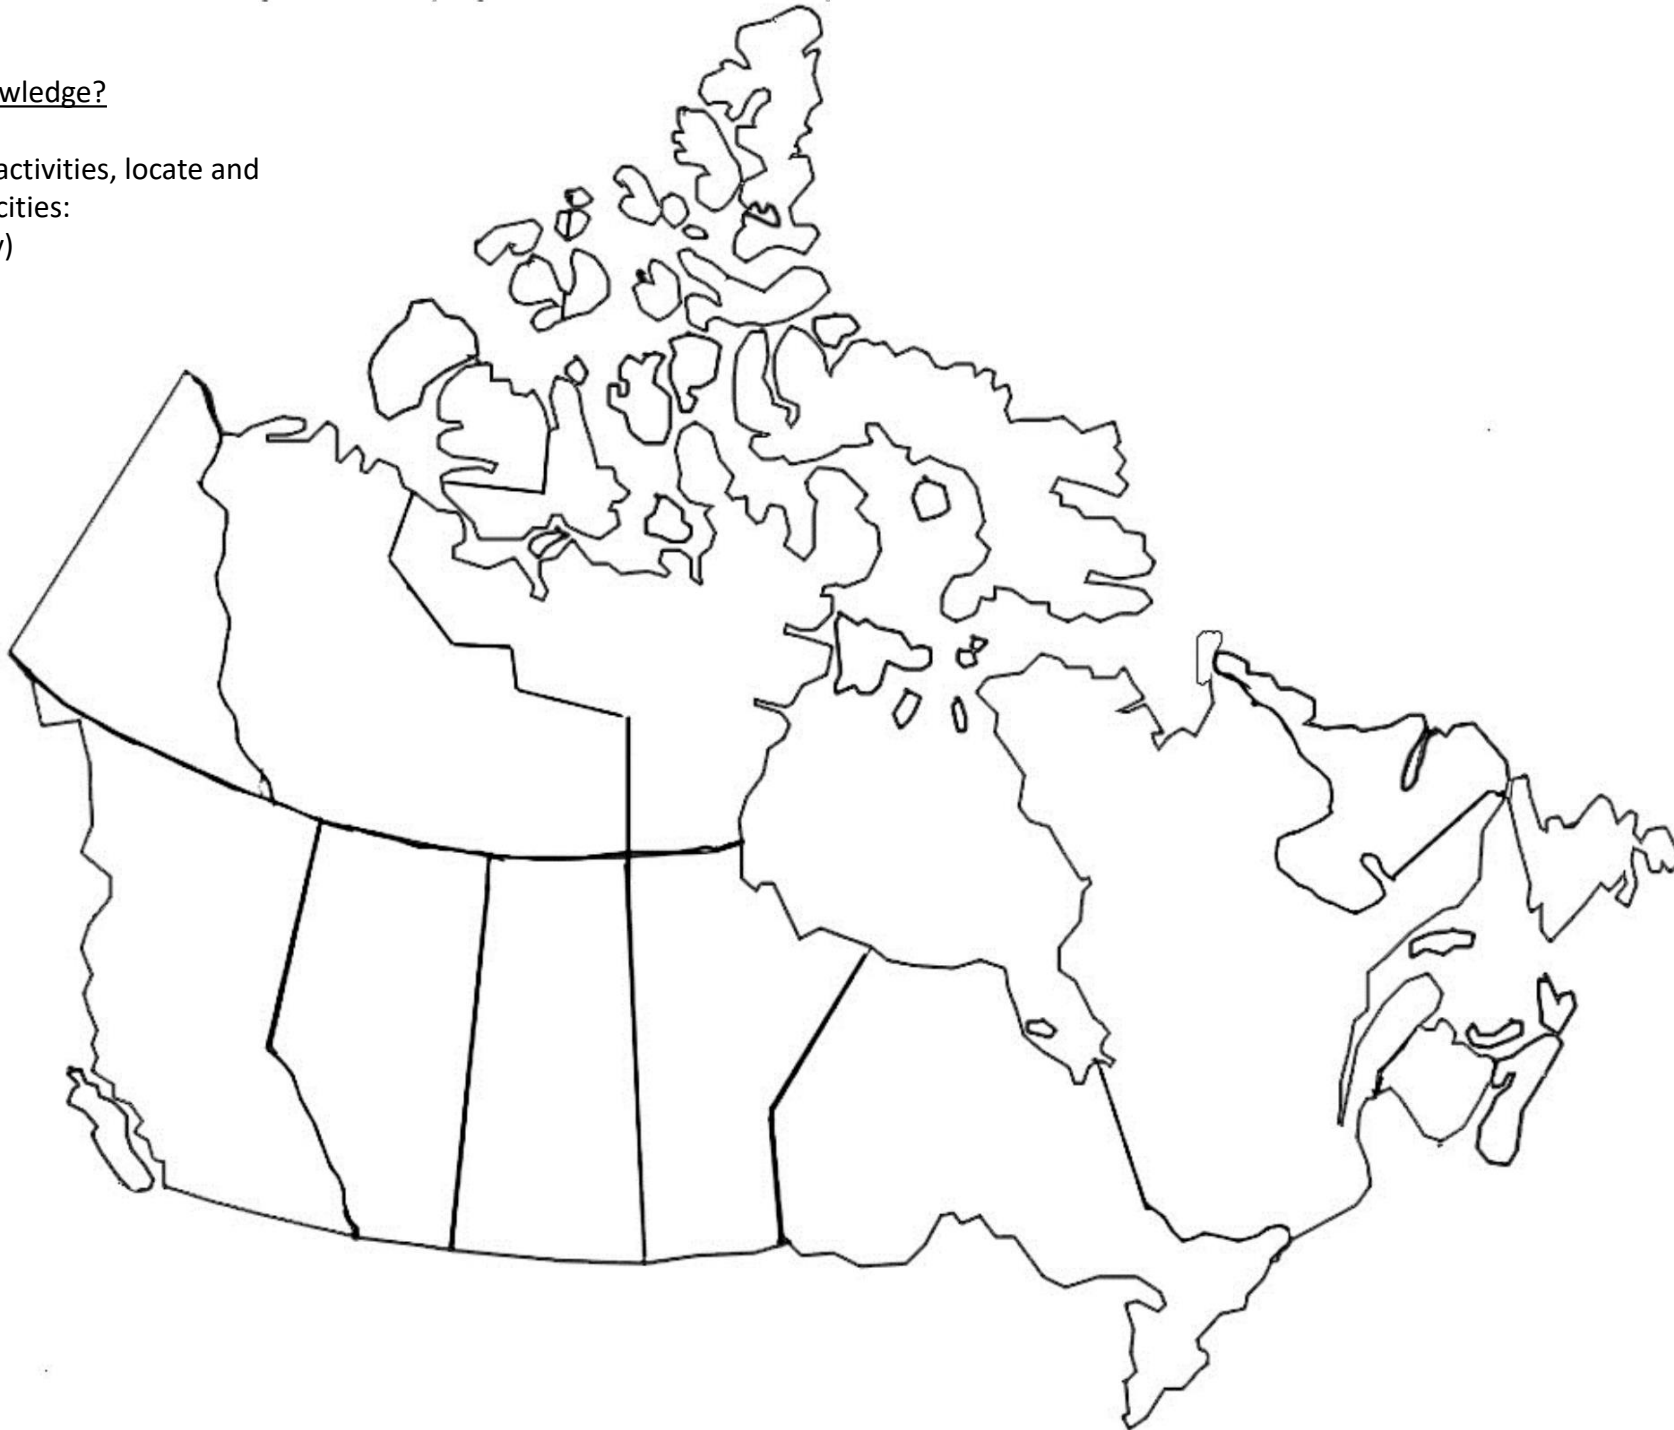 wledge?
activities, locate and
cities:
)